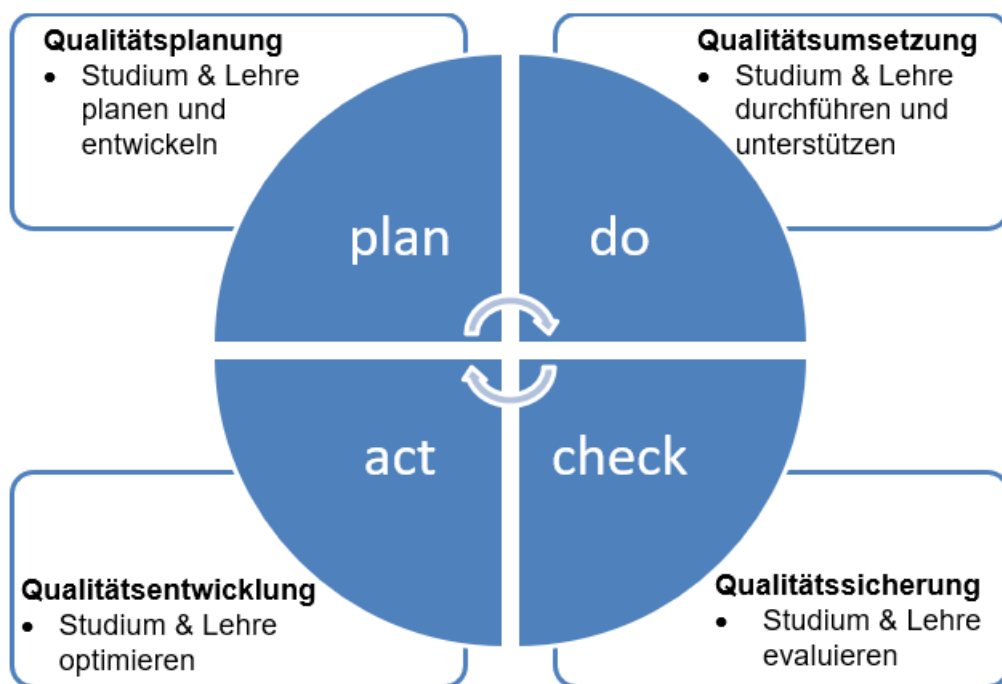 Qualitätsplanung
• Studium & Lehre
planen und
entwickeln
Qualitätsumsetzung
• Studium & Lehre
durchführen und
unterstützen
plan
do
act
check
Qualitätsentwicklung
• Studium & Lehre
optimieren
Qualitätssicherung
• Studium & Lehre
evaluieren